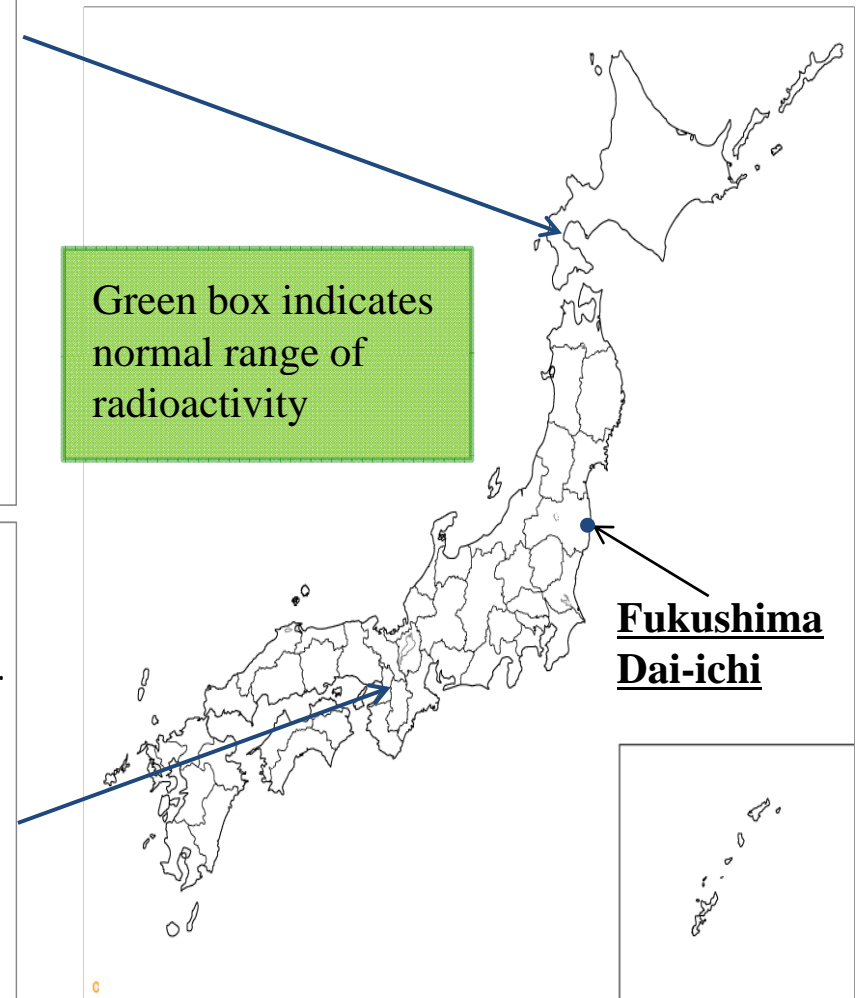 Green box indicates
normal range of
radioactivity
Fukushima
Dai-ichi